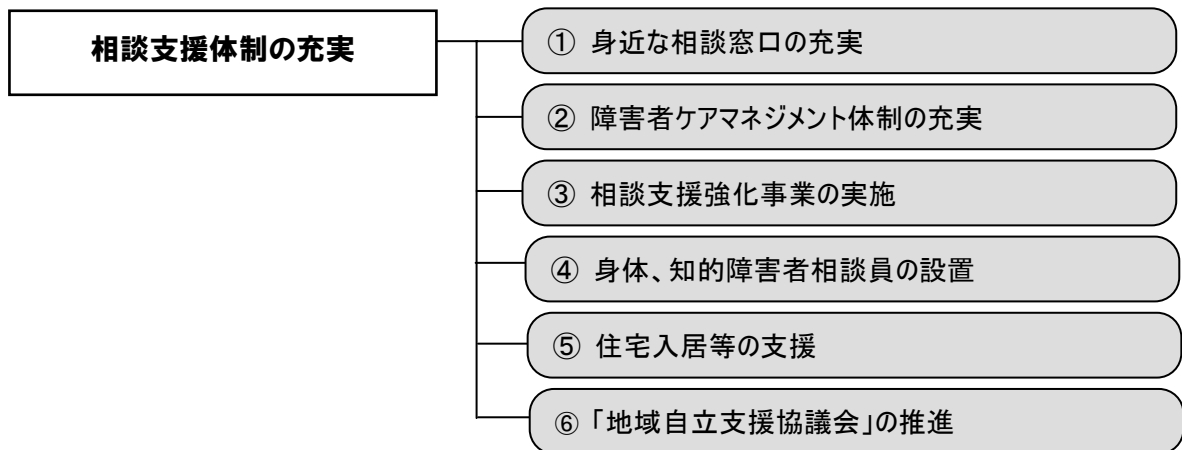 相談支援体制の充実
① 身近な相談窓口の充実
② 障害者ケアマネジメント体制の充実
③ 相談支援強化事業の実施
④ 身体、知的障害者相談員の設置
⑤ 住宅入居等の支援
⑥ 「地域自立支援協議会」の推進